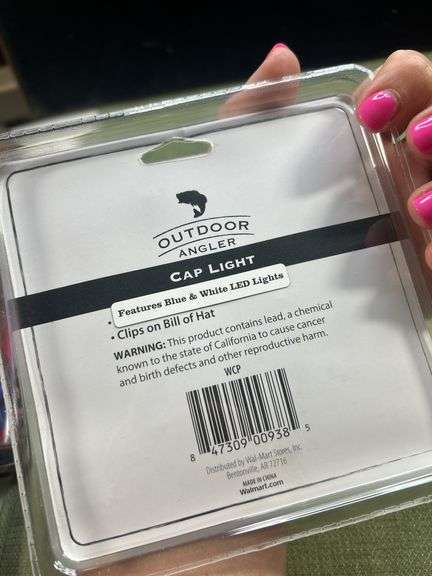 OUTDOOR
ANGLER
CAP LIGHT
Features Blue & White LED Lights
• Clips on Bill of Hat
WARNING: This product contains lead, a chemical
known to the state of California to cause cancer
and birth defects and other reproductive harm.
WCP
8 47309 00938 5
Distributed by Wal-Mart Stores, Inc.
Bentonville, AR 72716
MADE IN CHINA
Walmart.com